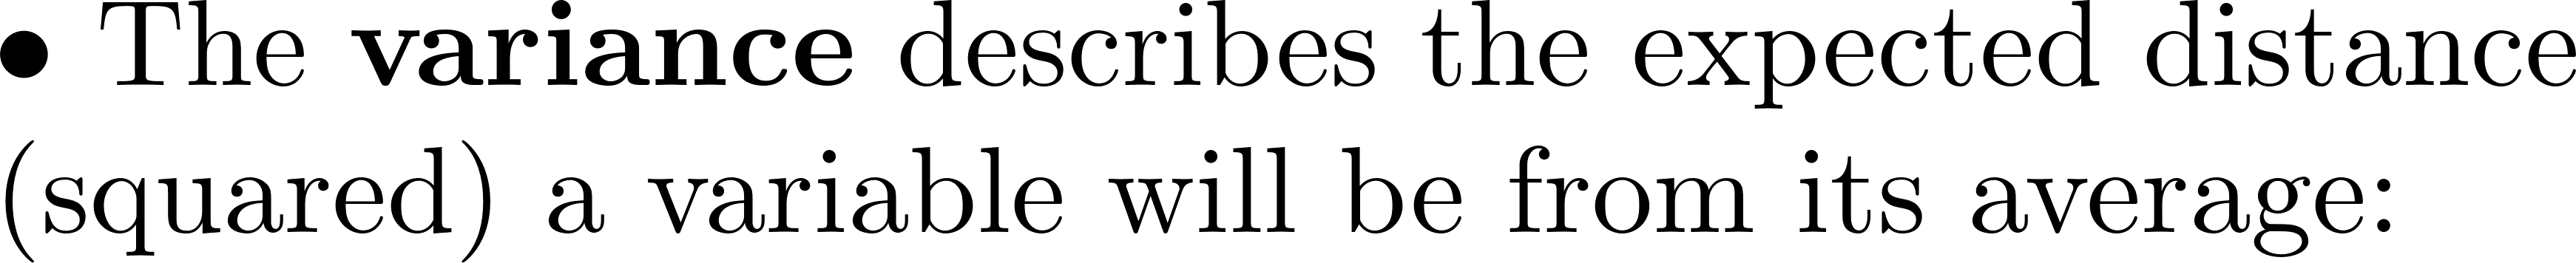 • The variance describes the expected distance
(squared) a variable will be from its average: